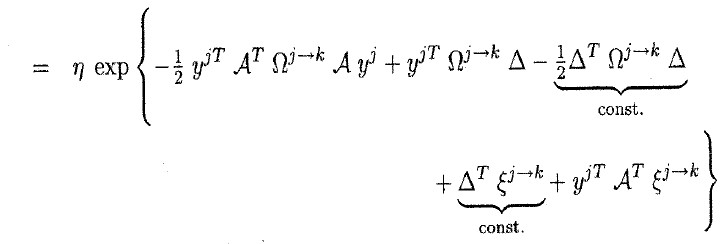 = η exp { −½ y^{jT} 𝒜^T Ω^{j→k} 𝒜 y^j + y^{jT} Ω^{j→k} Δ − ½Δ^T Ω^{j→k} Δ
const.
+ Δ^T ξ^{j→k} + y^{jT} 𝒜^T ξ^{j→k} }
const.